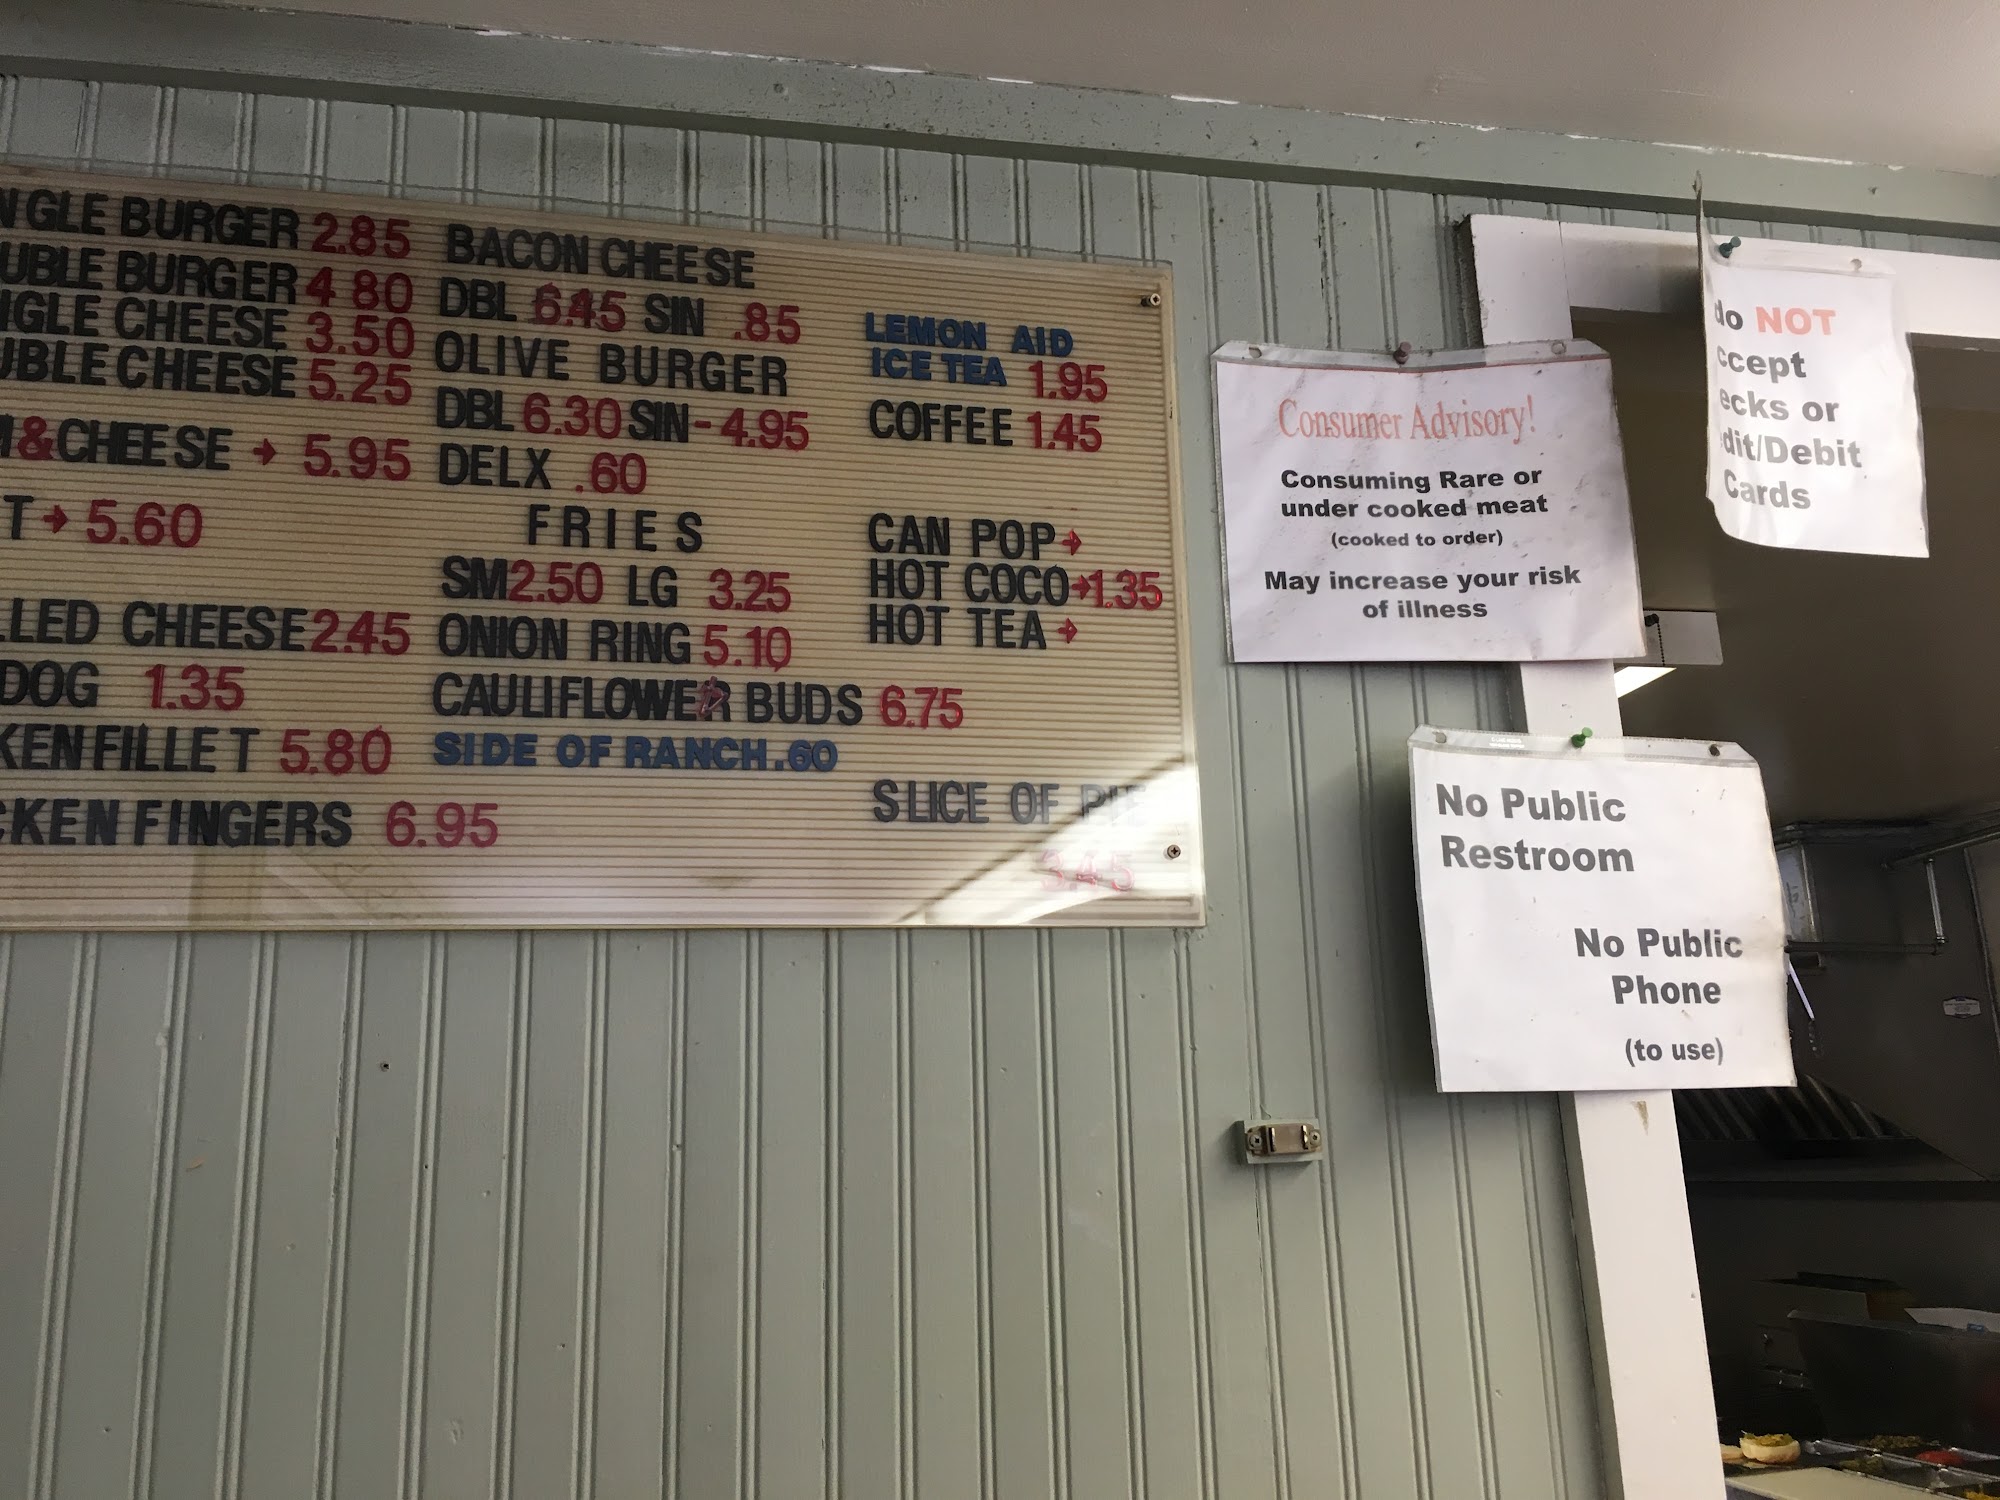 NGLE BURGER 2.85
UBLE BURGER 4 80
NGLE CHEESE 3.50
UBLE CHEESE 5.25
&CHEESE → 5.95
T → 5.60
LLED CHEESE 2.45
DOG 1.35
KEN FILLET 5.80
CKEN FINGERS 6.95
BACON CHEESE
DBL 6.45 SIN .85
OLIVE BURGER
DBL 6.30 SIN - 4.95
DELX .60
FRIES
SM 2.50 LG 3.25
ONION RING 5.10
CAULIFLOWER BUDS 6.75
SIDE OF RANCH .60
LEMON AID
ICE TEA 1.95
COFFEE 1.45
CAN POP →
HOT COCO → 1.35
HOT TEA →
SLICE OF PIE
3.45
Consumer Advisory!
Consuming Rare or
under cooked meat
(cooked to order)
May increase your risk
of illness
do NOT
ccept
ecks or
dit/Debit
Cards
No Public
Restroom
No Public
Phone
(to use)